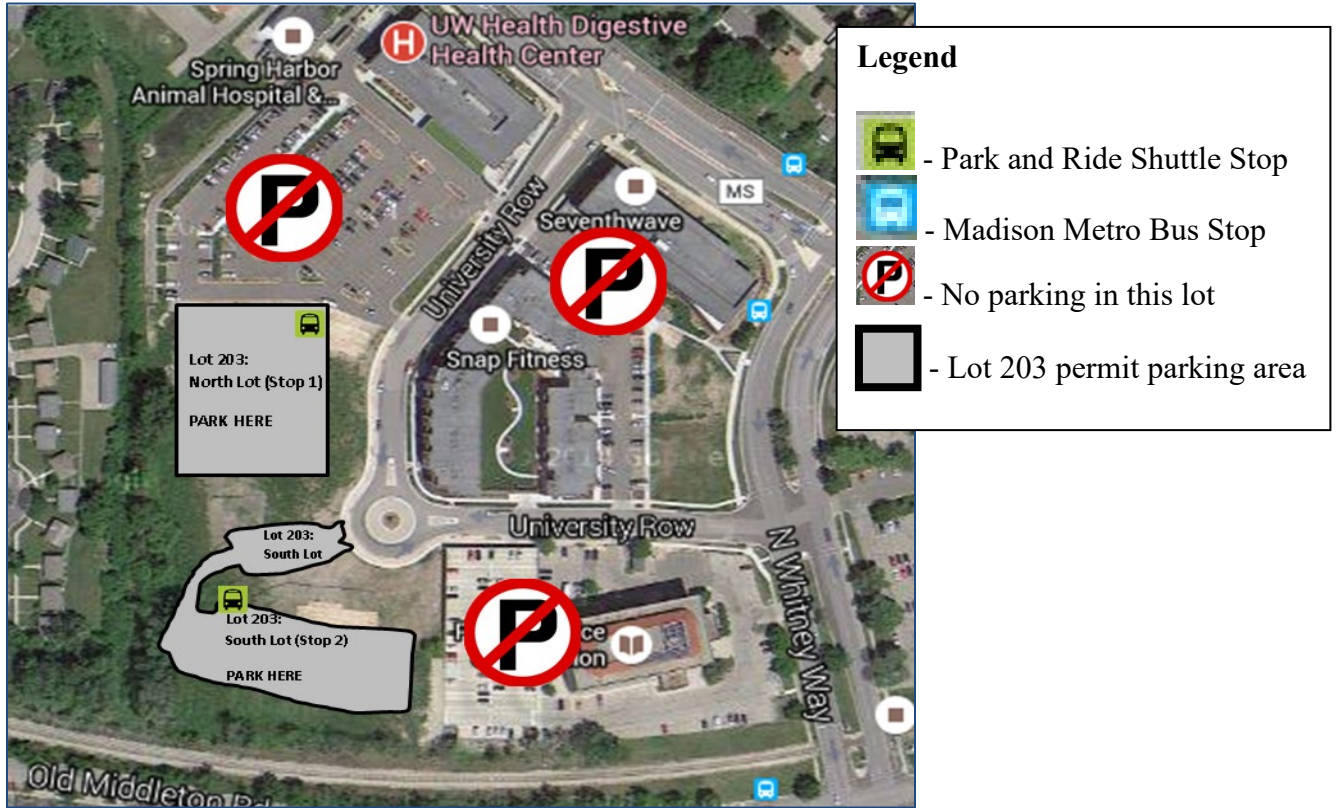 UW Health Digestive
Health Center
Spring Harbor
Animal Hospital &...
MS
Seventhwave
University Row
Snap Fitness
Lot 203:
North Lot (Stop 1)
PARK HERE
University Row
Lot 203:
South Lot
Lot 203:
South Lot (Stop 2)
PARK HERE
N Whitney Way
Old Middleton Rd
Legend
- Park and Ride Shuttle Stop
- Madison Metro Bus Stop
- No parking in this lot
- Lot 203 permit parking area
H
P
P
P
P